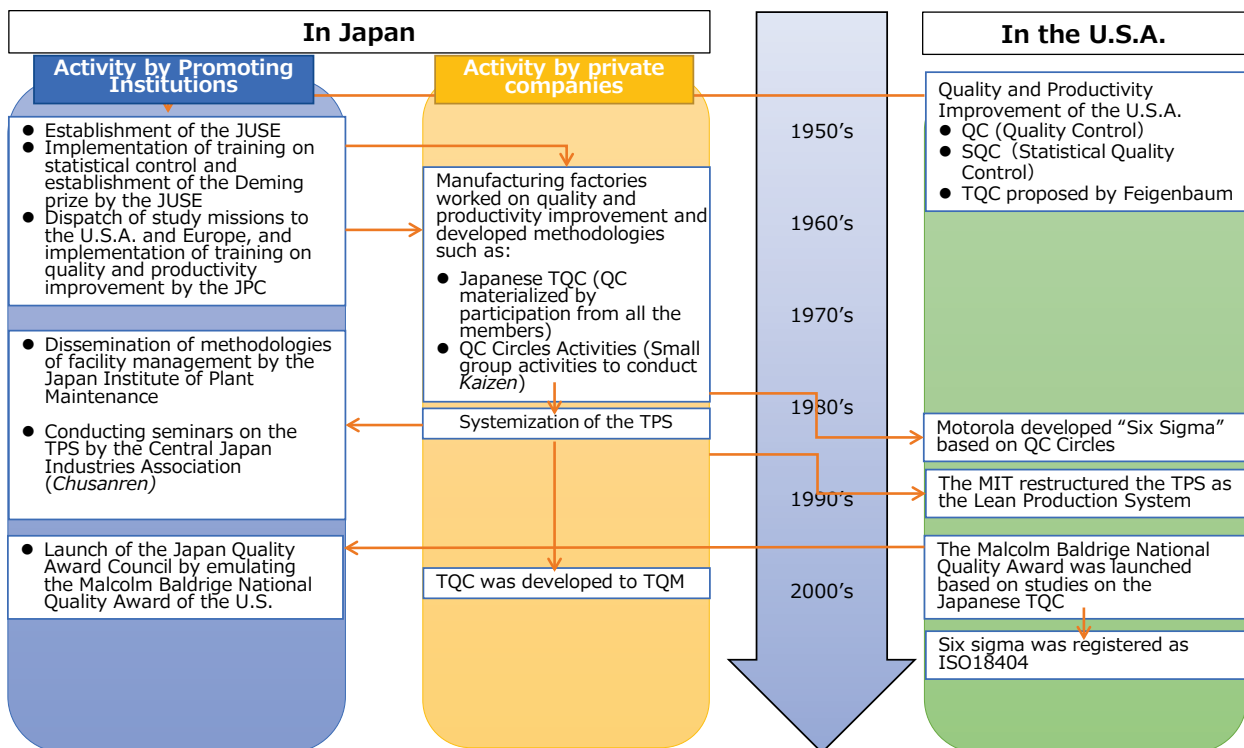 In Japan
In the U.S.A.
Activity by Promoting
Institutions
● Establishment of the JUSE
● Implementation of training on
statistical control and
establishment of the Deming
prize by the JUSE
● Dispatch of study missions to
the U.S.A. and Europe, and
implementation of training on
quality and productivity
improvement by the JPC
● Dissemination of methodologies
of facility management by the
Japan Institute of Plant
Maintenance
● Conducting seminars on the
TPS by the Central Japan
Industries Association
(Chusanren)
● Launch of the Japan Quality
Award Council by emulating
the Malcolm Baldrige National
Quality Award of the U.S.
Activity by private
companies
Manufacturing factories
worked on quality and
productivity improvement and
developed methodologies
such as:
● Japanese TQC (QC
materialized by
participation from all the
members)
● QC Circles Activities (Small
group activities to conduct
Kaizen)
Systemization of the TPS
TQC was developed to TQM
1950’s
1960’s
1970’s
1980’s
1990’s
2000’s
Quality and Productivity
Improvement of the U.S.A.
● QC (Quality Control）
● SQC（Statistical Quality
Control）
● TQC proposed by Feigenbaum
Motorola developed “Six Sigma”
based on QC Circles
The MIT restructured the TPS as
the Lean Production System
The Malcolm Baldrige National
Quality Award was launched
based on studies on the
Japanese TQC
Six sigma was registered as
ISO18404